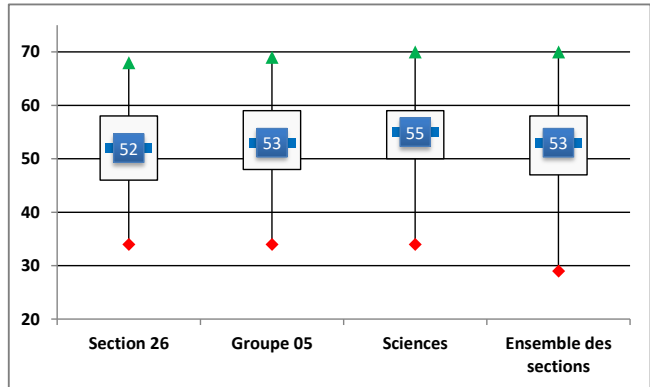 70
60
50
40
30
20
52
53
55
53
Section 26
Groupe 05
Sciences
Ensemble des
sections